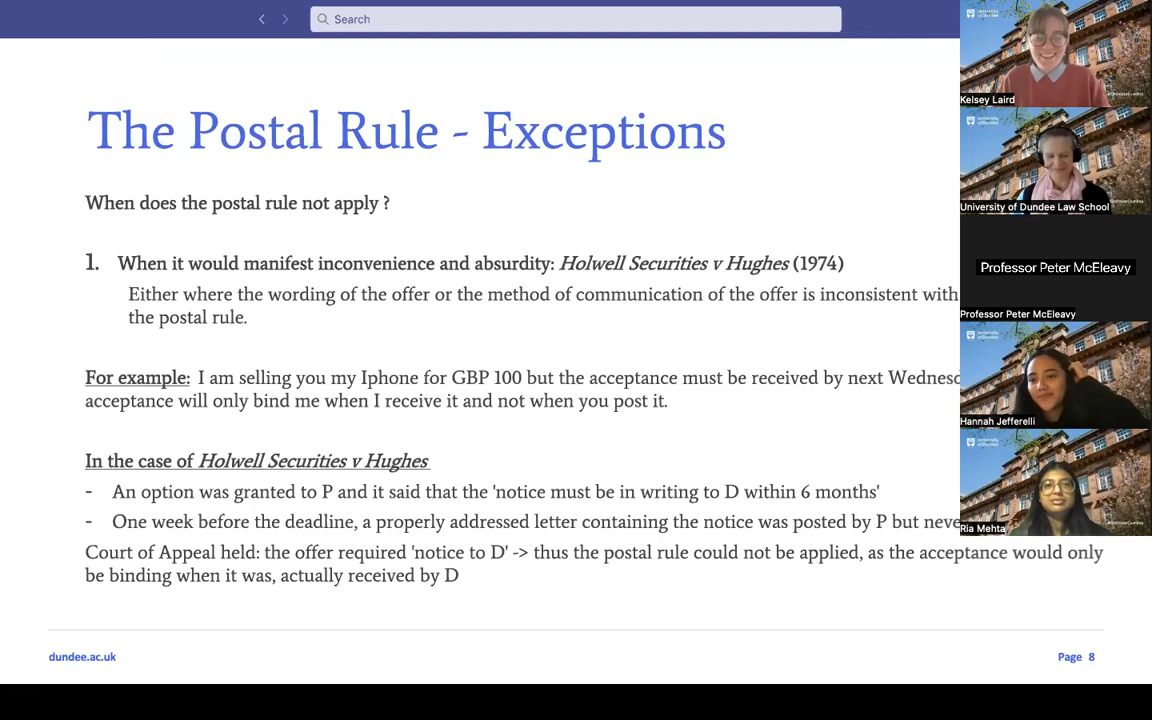 Search
The Postal Rule - Exceptions
When does the postal rule not apply ?
1. When it would manifest inconvenience and absurdity: Holwell Securities v Hughes (1974)
Either where the wording of the offer or the method of communication of the offer is inconsistent with
the postal rule.
For example: I am selling you my Iphone for GBP 100 but the acceptance must be received by next
acceptance will only bind me when I receive it and not when you post it.
In the case of Holwell Securities v Hughes
- An option was granted to P and it said that the 'notice must be in writing to D within 6 months'
- One week before the deadline, a properly addressed letter containing the notice was posted by P but
Court of Appeal held: the offer required 'notice to D' -> thus the postal rule could not be applied, as the acceptance would only
be binding when it was, actually received by D
dundee.ac.uk
Page 8
Kelsey Laird
University of Dundee Law School
Professor Peter McEleavy
Professor Peter McEleavy
Hannah Jefferelli
Ria Mehta